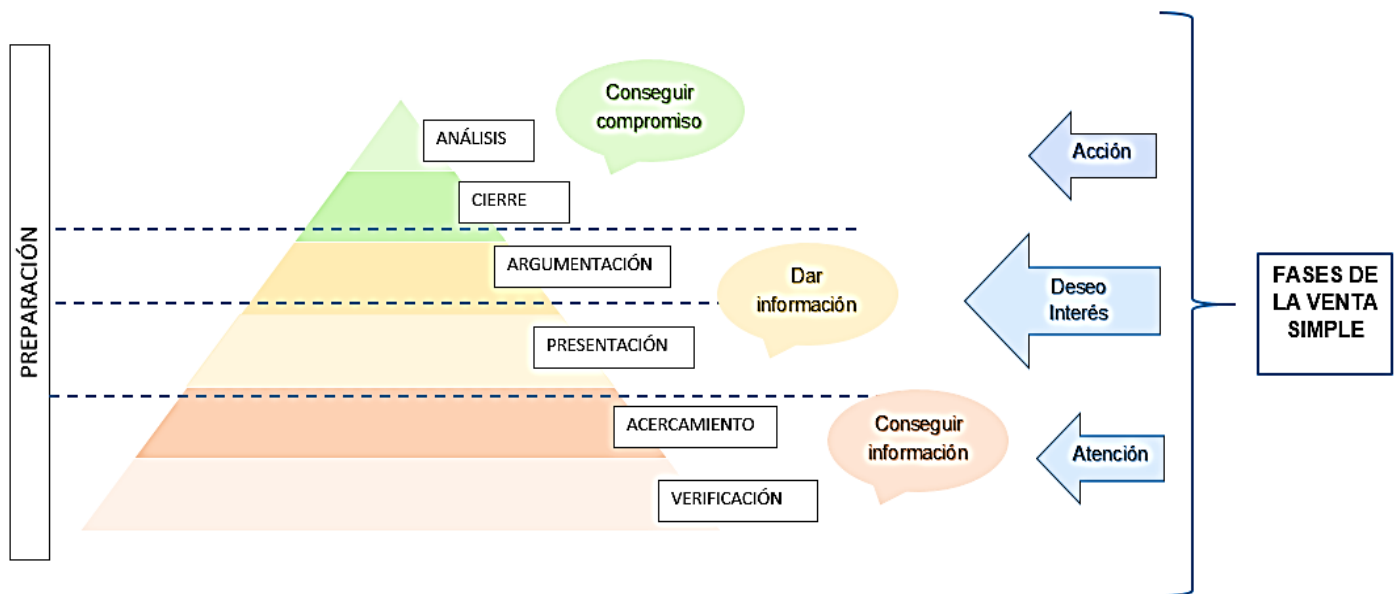 PREPARACIÓN
ANÁLISIS
CIERRE
ARGUMENTACIÓN
PRESENTACIÓN
ACERCAMIENTO
VERIFICACIÓN
Conseguir
compromiso
Dar
información
Conseguir
información
Acción
Deseo
Interés
Atención
FASES DE
LA VENTA
SIMPLE